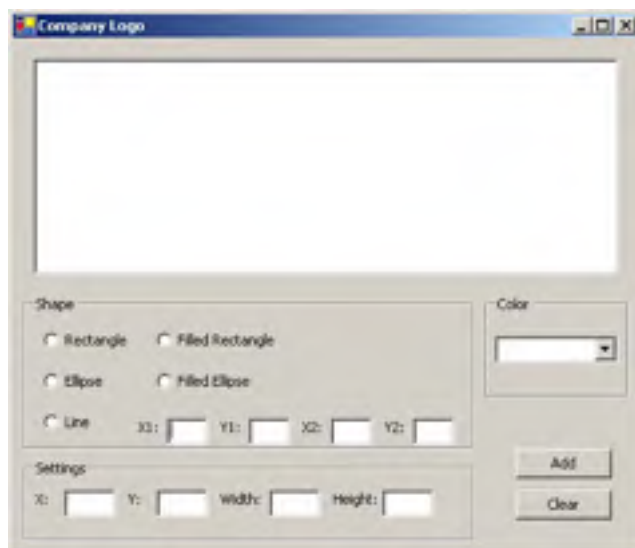 Company Logo
Shape
Color
Rectangle Filled Rectangle
Ellipse Filled Ellipse
Line X1: Y1: X2: Y2:
Settings
X: Y: Width: Height:
Add
Clear